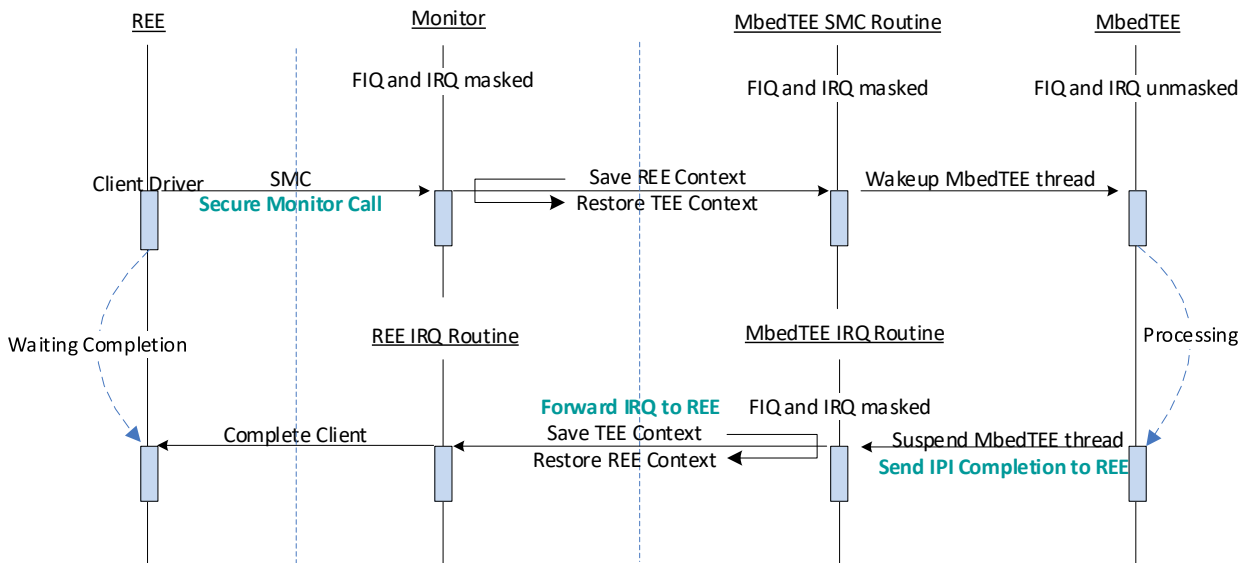 REE
Monitor
MbedTEE SMC Routine
MbedTEE
FIQ and IRQ masked
FIQ and IRQ masked
FIQ and IRQ unmasked
Client Driver
SMC
Secure Monitor Call
Save REE Context
Restore TEE Context
Wakeup MbedTEE thread
Waiting Completion
REE IRQ Routine
MbedTEE IRQ Routine
Processing
Forward IRQ to REE
FIQ and IRQ masked
Complete Client
Save TEE Context
Restore REE Context
Suspend MbedTEE thread
Send IPI Completion to REE